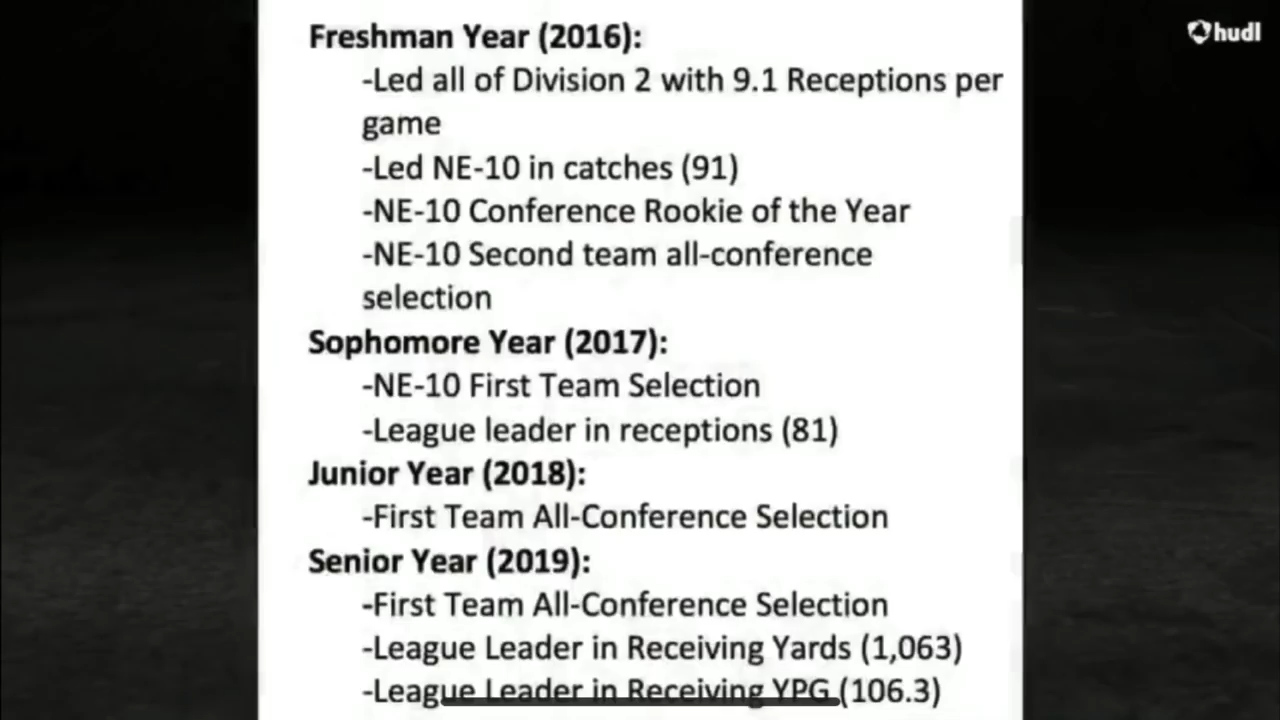 hudl
Freshman Year (2016):
-Led all of Division 2 with 9.1 Receptions per
game
-Led NE-10 in catches (91)
-NE-10 Conference Rookie of the Year
-NE-10 Second team all-conference
selection
Sophomore Year (2017):
-NE-10 First Team Selection
-League leader in receptions (81)
Junior Year (2018):
-First Team All-Conference Selection
Senior Year (2019):
-First Team All-Conference Selection
-League Leader in Receiving Yards (1,063)
-League Leader in Receiving YPG (106.3)